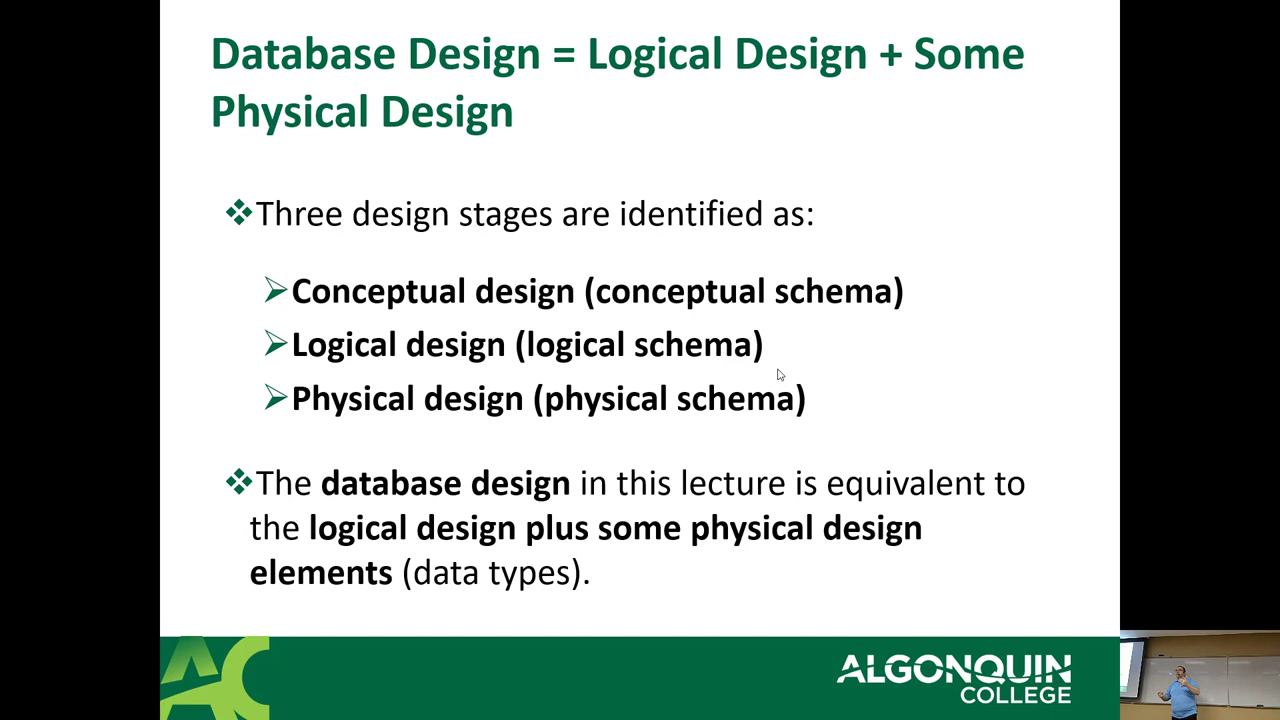 Database Design = Logical Design + Some
Physical Design
Three design stages are identified as:
Conceptual design (conceptual schema)
Logical design (logical schema)
Physical design (physical schema)
The database design in this lecture is equivalent to
the logical design plus some physical design
elements (data types).
AC
ALGONQUIN
COLLEGE